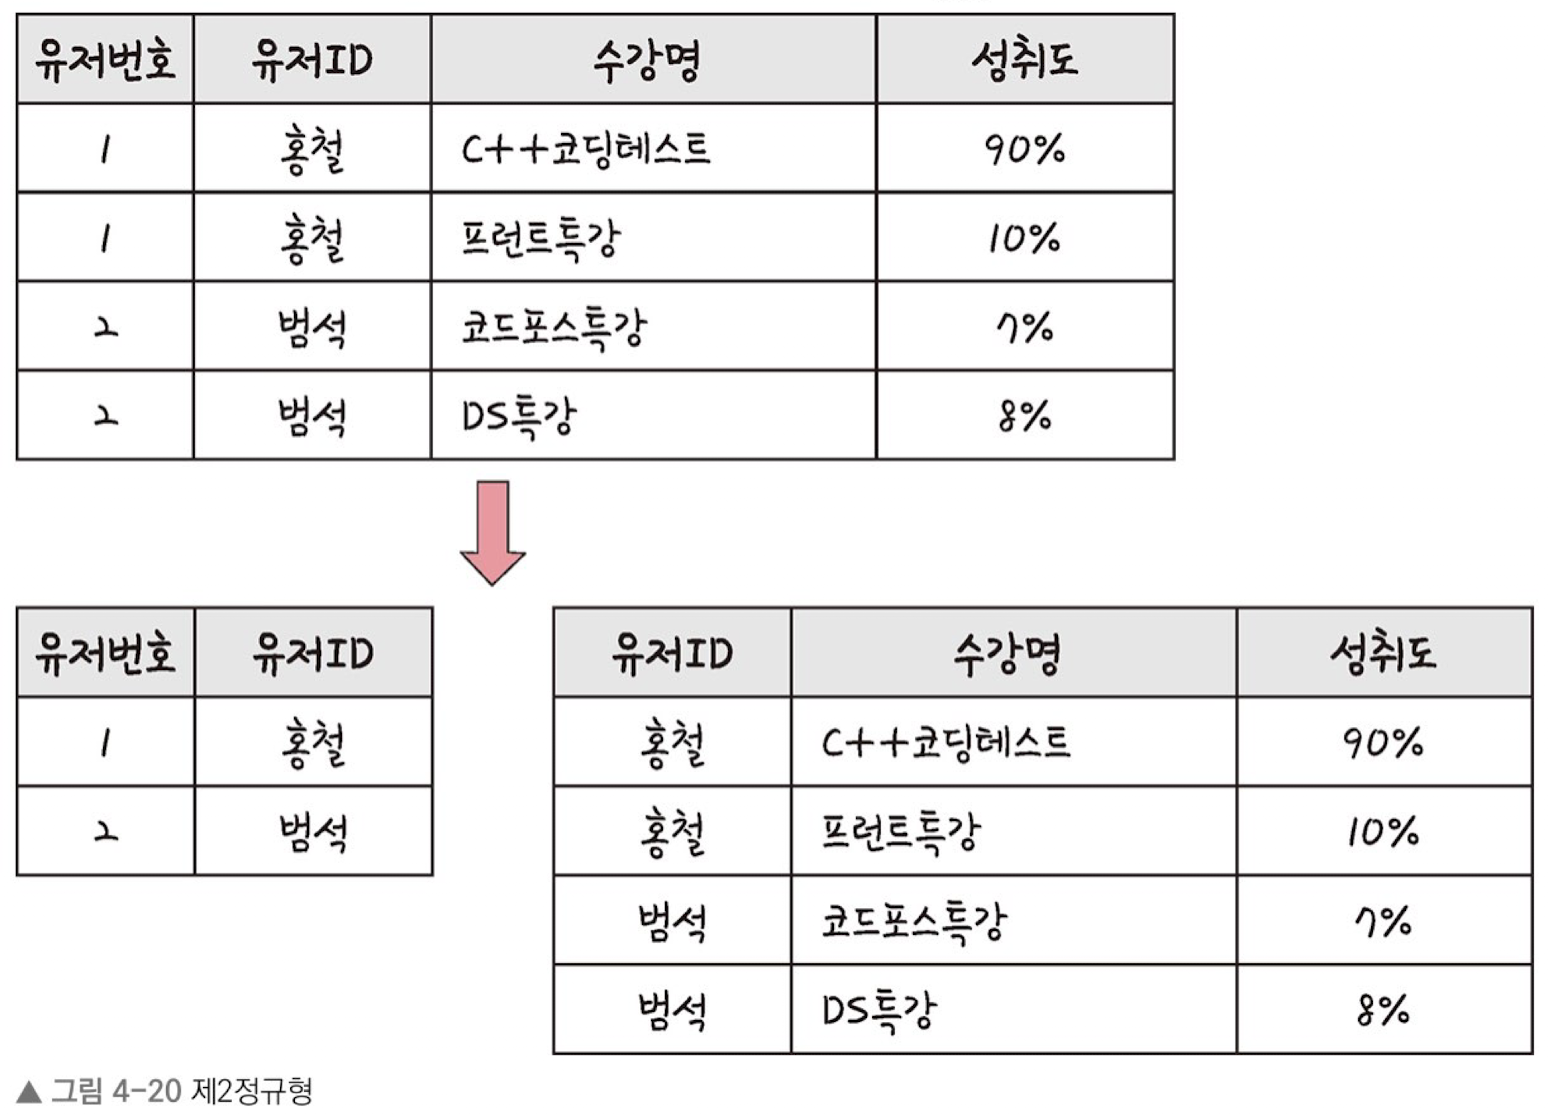 유저번호 유저ID 수강명 성취도
1 홍철 C++코딩테스트 90%
1 홍철 프런트특강 10%
2 범석 코드포스특강 7%
2 범석 DS특강 8%
유저번호 유저ID
1 홍철
2 범석
유저ID 수강명 성취도
홍철 C++코딩테스트 90%
홍철 프런트특강 10%
범석 코드포스특강 7%
범석 DS특강 8%
▲ 그림 4-20 제2정규형